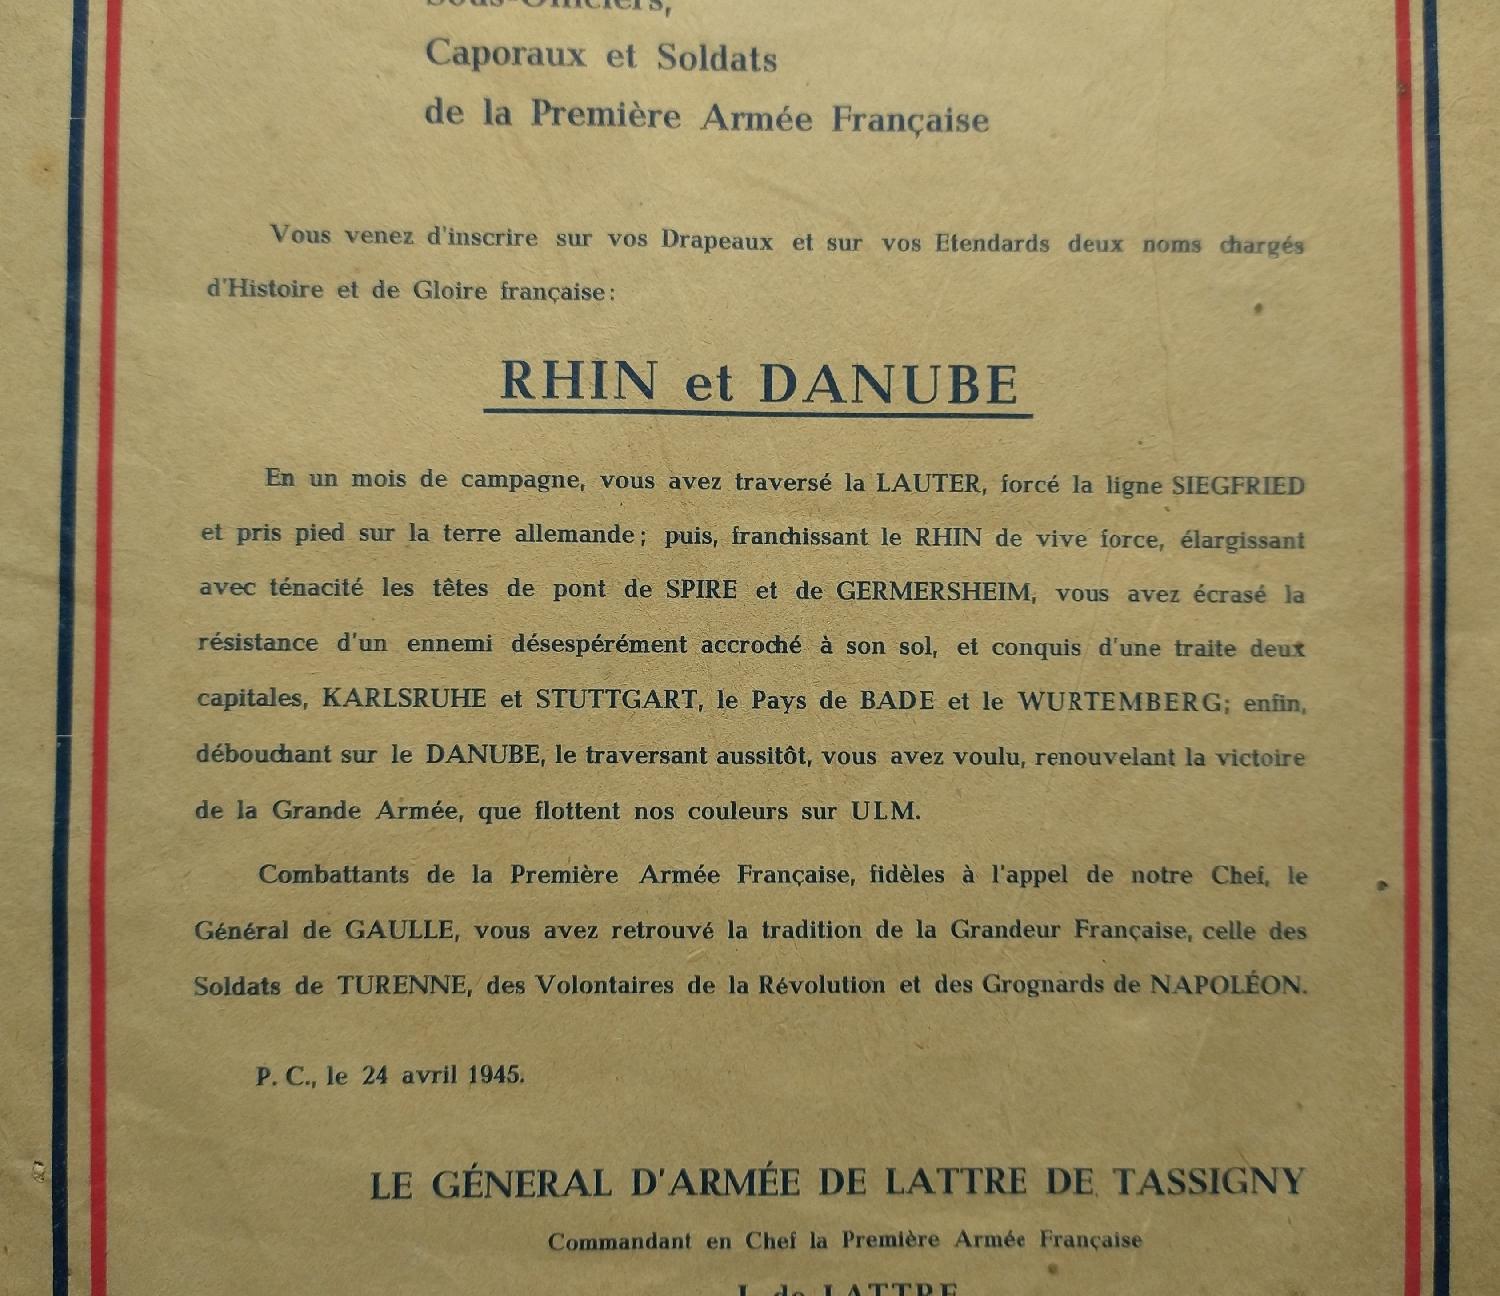 Sous-Officiers,
Caporaux et Soldats
de la Première Armée Française
Vous venez d'inscrire sur vos Drapeaux et sur vos Etendards deux noms chargés
d'Histoire et de Gloire française :
RHIN et DANUBE
En un mois de campagne, vous avez traversé la LAUTER, forcé la ligne SIEGFRIED
et pris pied sur la terre allemande ; puis, franchissant le RHIN de vive force, élargissant
avec ténacité les têtes de pont de SPIRE et de GERMERSHEIM, vous avez écrasé la
résistance d'un ennemi désespérément accroché à son sol, et conquis d'une traite deux
capitales, KARLSRUHE et STUTTGART, le Pays de BADE et le WURTEMBERG; enfin,
débouchant sur le DANUBE, le traversant aussitôt, vous avez voulu, renouvelant la victoire
de la Grande Armée, que flottent nos couleurs sur ULM.
Combattants de la Première Armée Française, fidèles à l'appel de notre Chef, le
Général de GAULLE, vous avez retrouvé la tradition de la Grandeur Française, celle des
Soldats de TURENNE, des Volontaires de la Révolution et des Grognards de NAPOLÉON.
P. C., le 24 avril 1945.
LE GÉNERAL D'ARMÉE DE LATTRE DE TASSIGNY
Commandant en Chef la Première Armée Française
J. de LATTRE